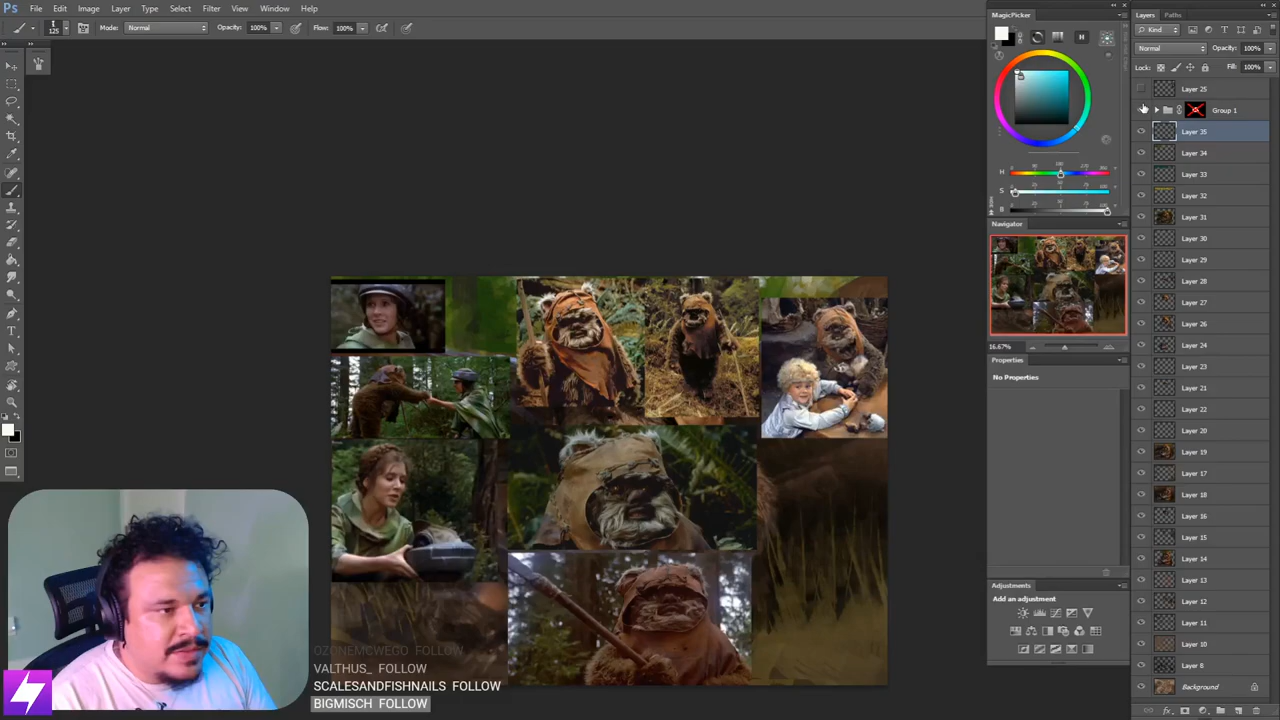 Ps File Edit Image Layer Type Select Filter View Window Help
125 Mode: Normal Opacity: 100% Flow: 100%
MagicPicker
H
H
S
B
Navigator
16.67%
Properties
No Properties
Adjustments
Add an adjustment
Layers Paths
Kind
Normal Opacity: 100%
Lock: Fill: 100%
Layer 25
Group 1
Layer 35
Layer 34
Layer 33
Layer 32
Layer 31
Layer 30
Layer 29
Layer 28
Layer 27
Layer 26
Layer 24
Layer 23
Layer 21
Layer 22
Layer 20
Layer 19
Layer 17
Layer 18
Layer 16
Layer 15
Layer 14
Layer 13
Layer 12
Layer 11
Layer 10
Layer 8
Background
fx
OZONEMCWEGO FOLLOW
VALTHUS_ FOLLOW
SCALESANDFISHNAILS FOLLOW
BIGMISCH FOLLOW